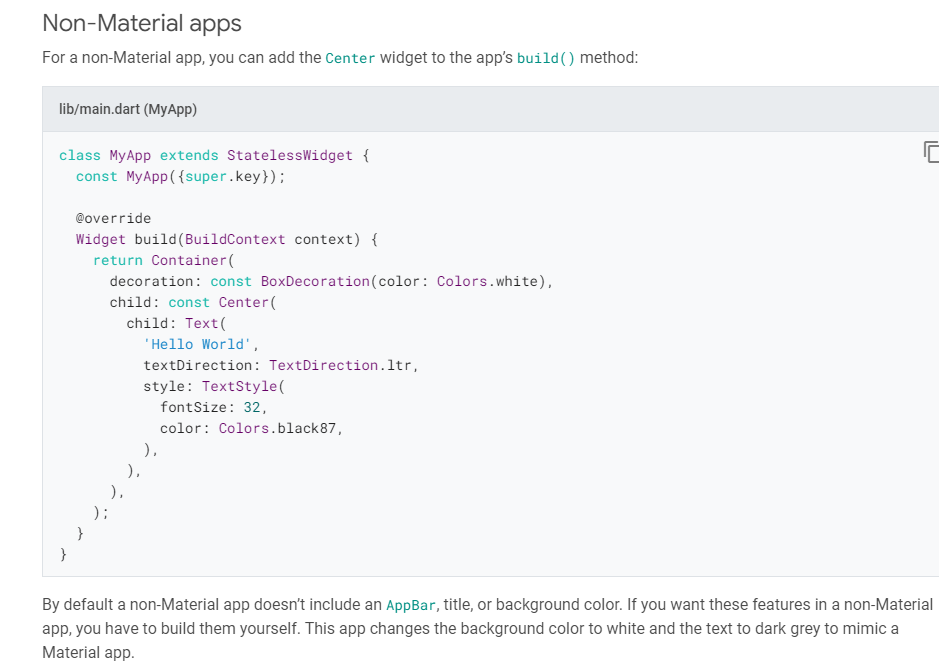 Non-Material apps
For a non-Material app, you can add the Center widget to the app’s build() method:
lib/main.dart (MyApp)
class MyApp extends StatelessWidget {
  const MyApp({super.key});

  @override
  Widget build(BuildContext context) {
    return Container(
      decoration: const BoxDecoration(color: Colors.white),
      child: const Center(
        child: Text(
          'Hello World',
          textDirection: TextDirection.ltr,
          style: TextStyle(
            fontSize: 32,
            color: Colors.black87,
          ),
        ),
      ),
    );
  }
}
By default a non-Material app doesn’t include an AppBar, title, or background color. If you want these features in a non-Material
app, you have to build them yourself. This app changes the background color to white and the text to dark grey to mimic a
Material app.